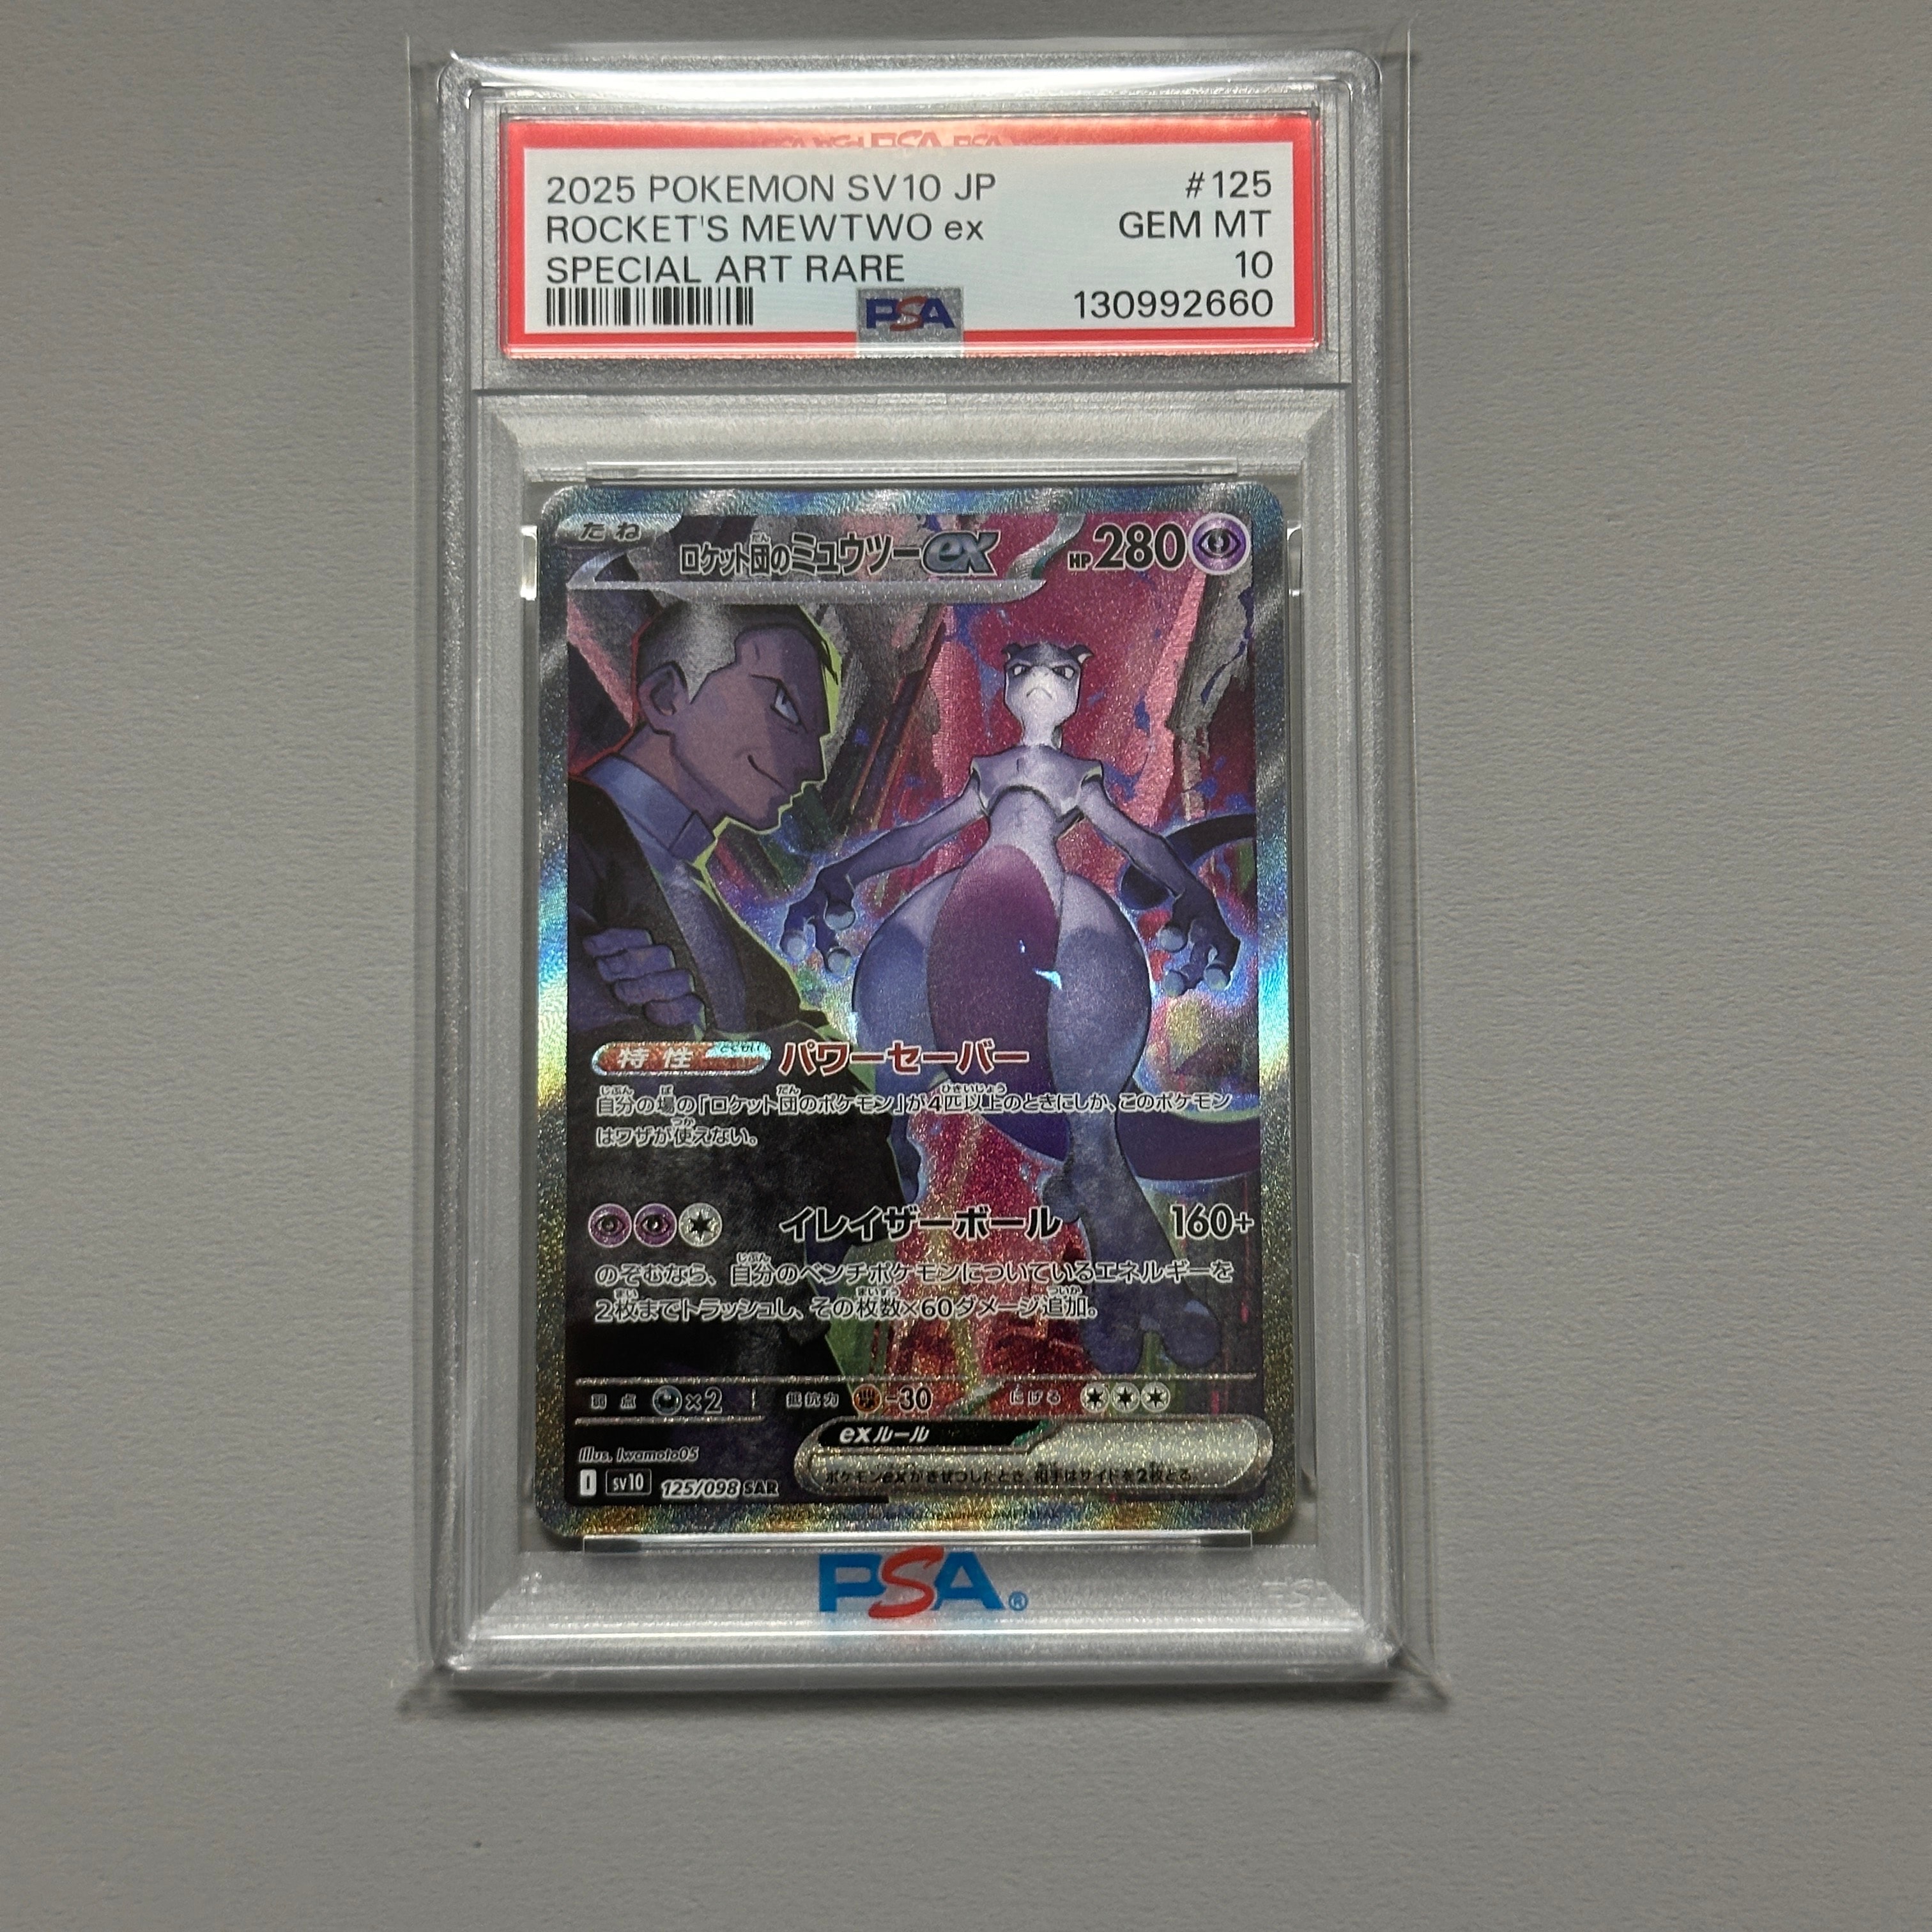 2025 POKEMON SV10 JP #125
ROCKET'S MEWTWO ex GEM MT
SPECIAL ART RARE 10
PSA 130992660
たね
ロケット団のミュウツーex HP280
特性 パワーセーバー
自分の場の「ロケット団のポケモン」が4匹以上のときにしか、このポケモン
はワザが使えない。
イレイザーボール 160+
のぞむなら、自分のベンチポケモンについているエネルギーを
2枚までトラッシュし、その枚数×60ダメージ追加。
弱点 ×2 抵抗力 -30 にげる
exルール
ポケモンexがきぜつしたとき、相手はサイドを2枚とる。
Illus. Iwamoto05
I sv10 125/098 SAR
PSA®